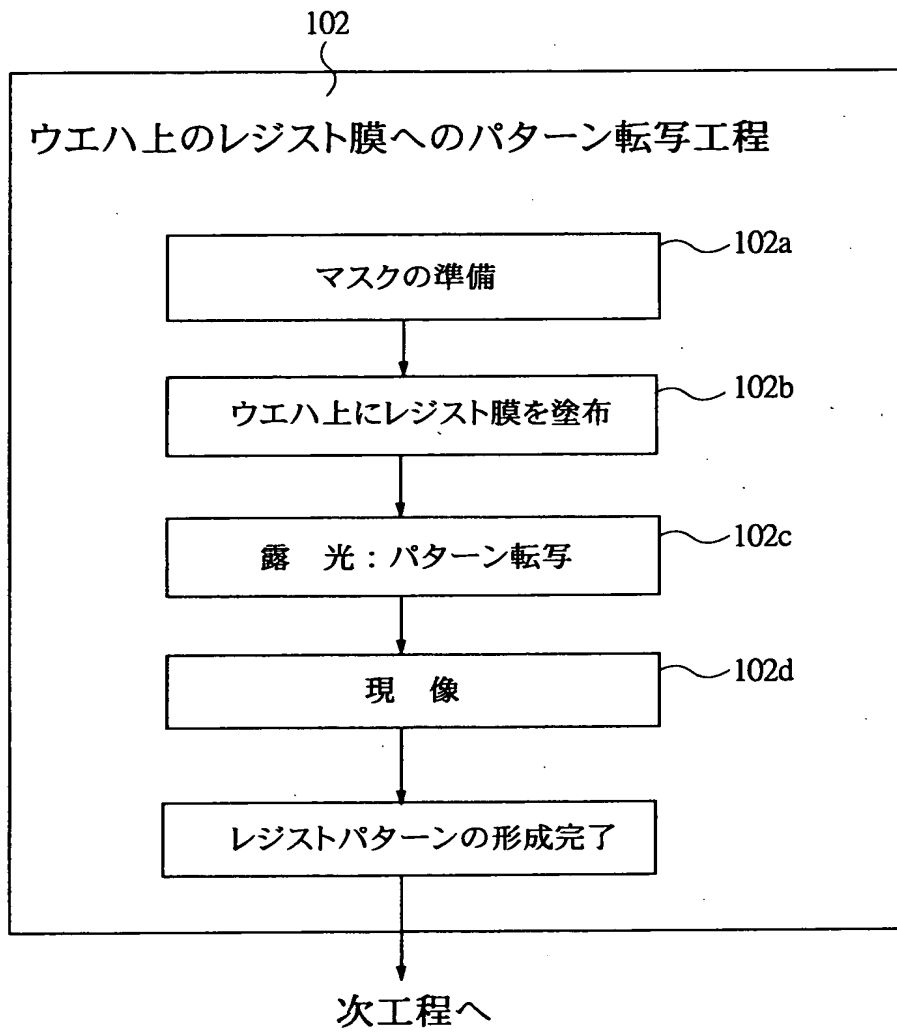 102
ウエハ上のレジスト膜へのパターン転写工程
マスクの準備
102a
ウエハ上にレジスト膜を塗布
102b
露 光：パターン転写
102c
現 像
102d
レジストパターンの形成完了
次工程へ